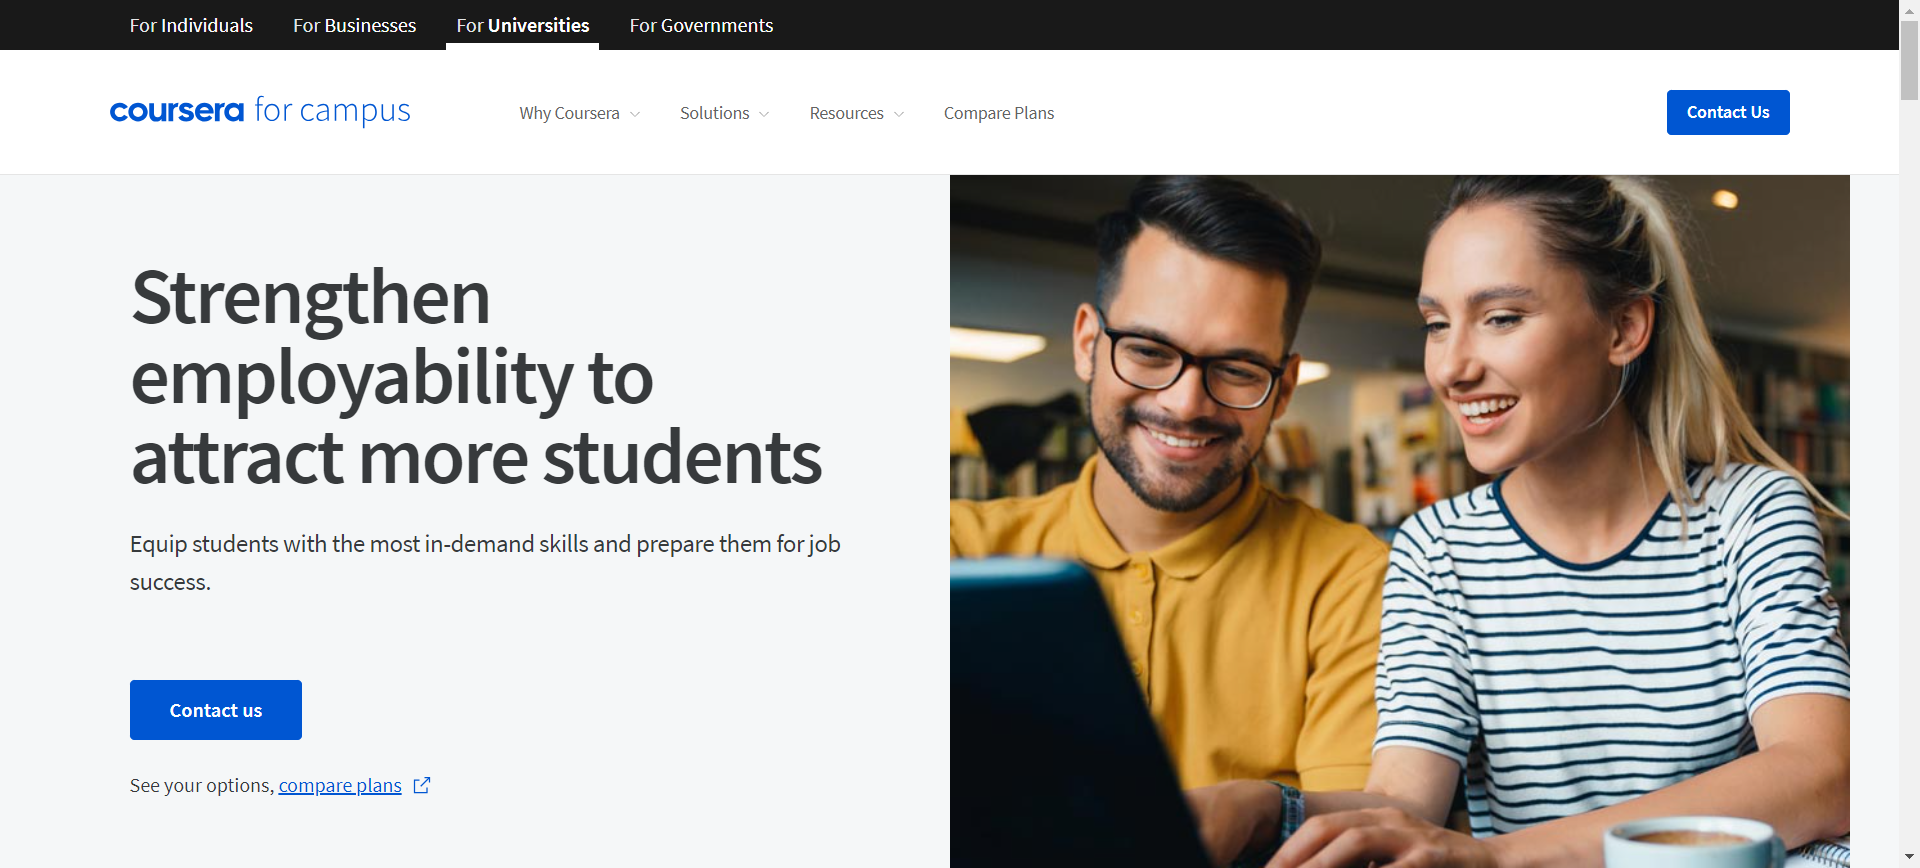 For Individuals For Businesses For Universities For Governments
coursera for campus Why Coursera Solutions Resources Compare Plans Contact Us
Strengthen
employability to
attract more students
Equip students with the most in-demand skills and prepare them for job
success.
Contact us
See your options, compare plans